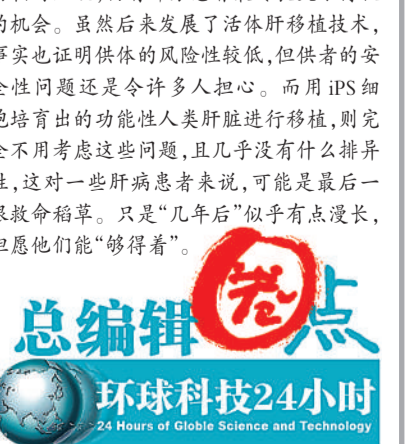 的机会。虽然后来发展了活体肝移植技术,
事实也证明供体的风险性较低,但供者的安
全性问题还是令许多人担心。而用iPS细
胞培育出的功能性人类肝脏进行移植,则完
全不用考虑这些问题,且几乎没有什么排异
性,这对一些肝病患者来说,可能是最后一
根救命稻草。只是“几年后”似乎有点漫长,
但愿他们能“够得着”。
总编辑圈点
环球科技24小时
24 Hours of Globle Science and Technology